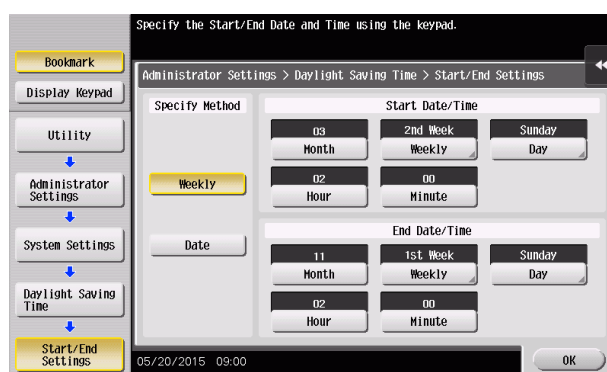 Specify the Start/End Date and Time using the keypad.
Bookmark
Display Keypad
Utility
Administrator
Settings
System Settings
Daylight Saving
Time
Start/End
Settings
Administrator Settings > Daylight Saving Time > Start/End Settings
Specify Method
Weekly
Date
Start Date/Time
03 2nd Week Sunday
Month Weekly Day
02 00
Hour Minute
End Date/Time
11 1st Week Sunday
Month Weekly Day
02 00
Hour Minute
05/20/2015 09:00
OK